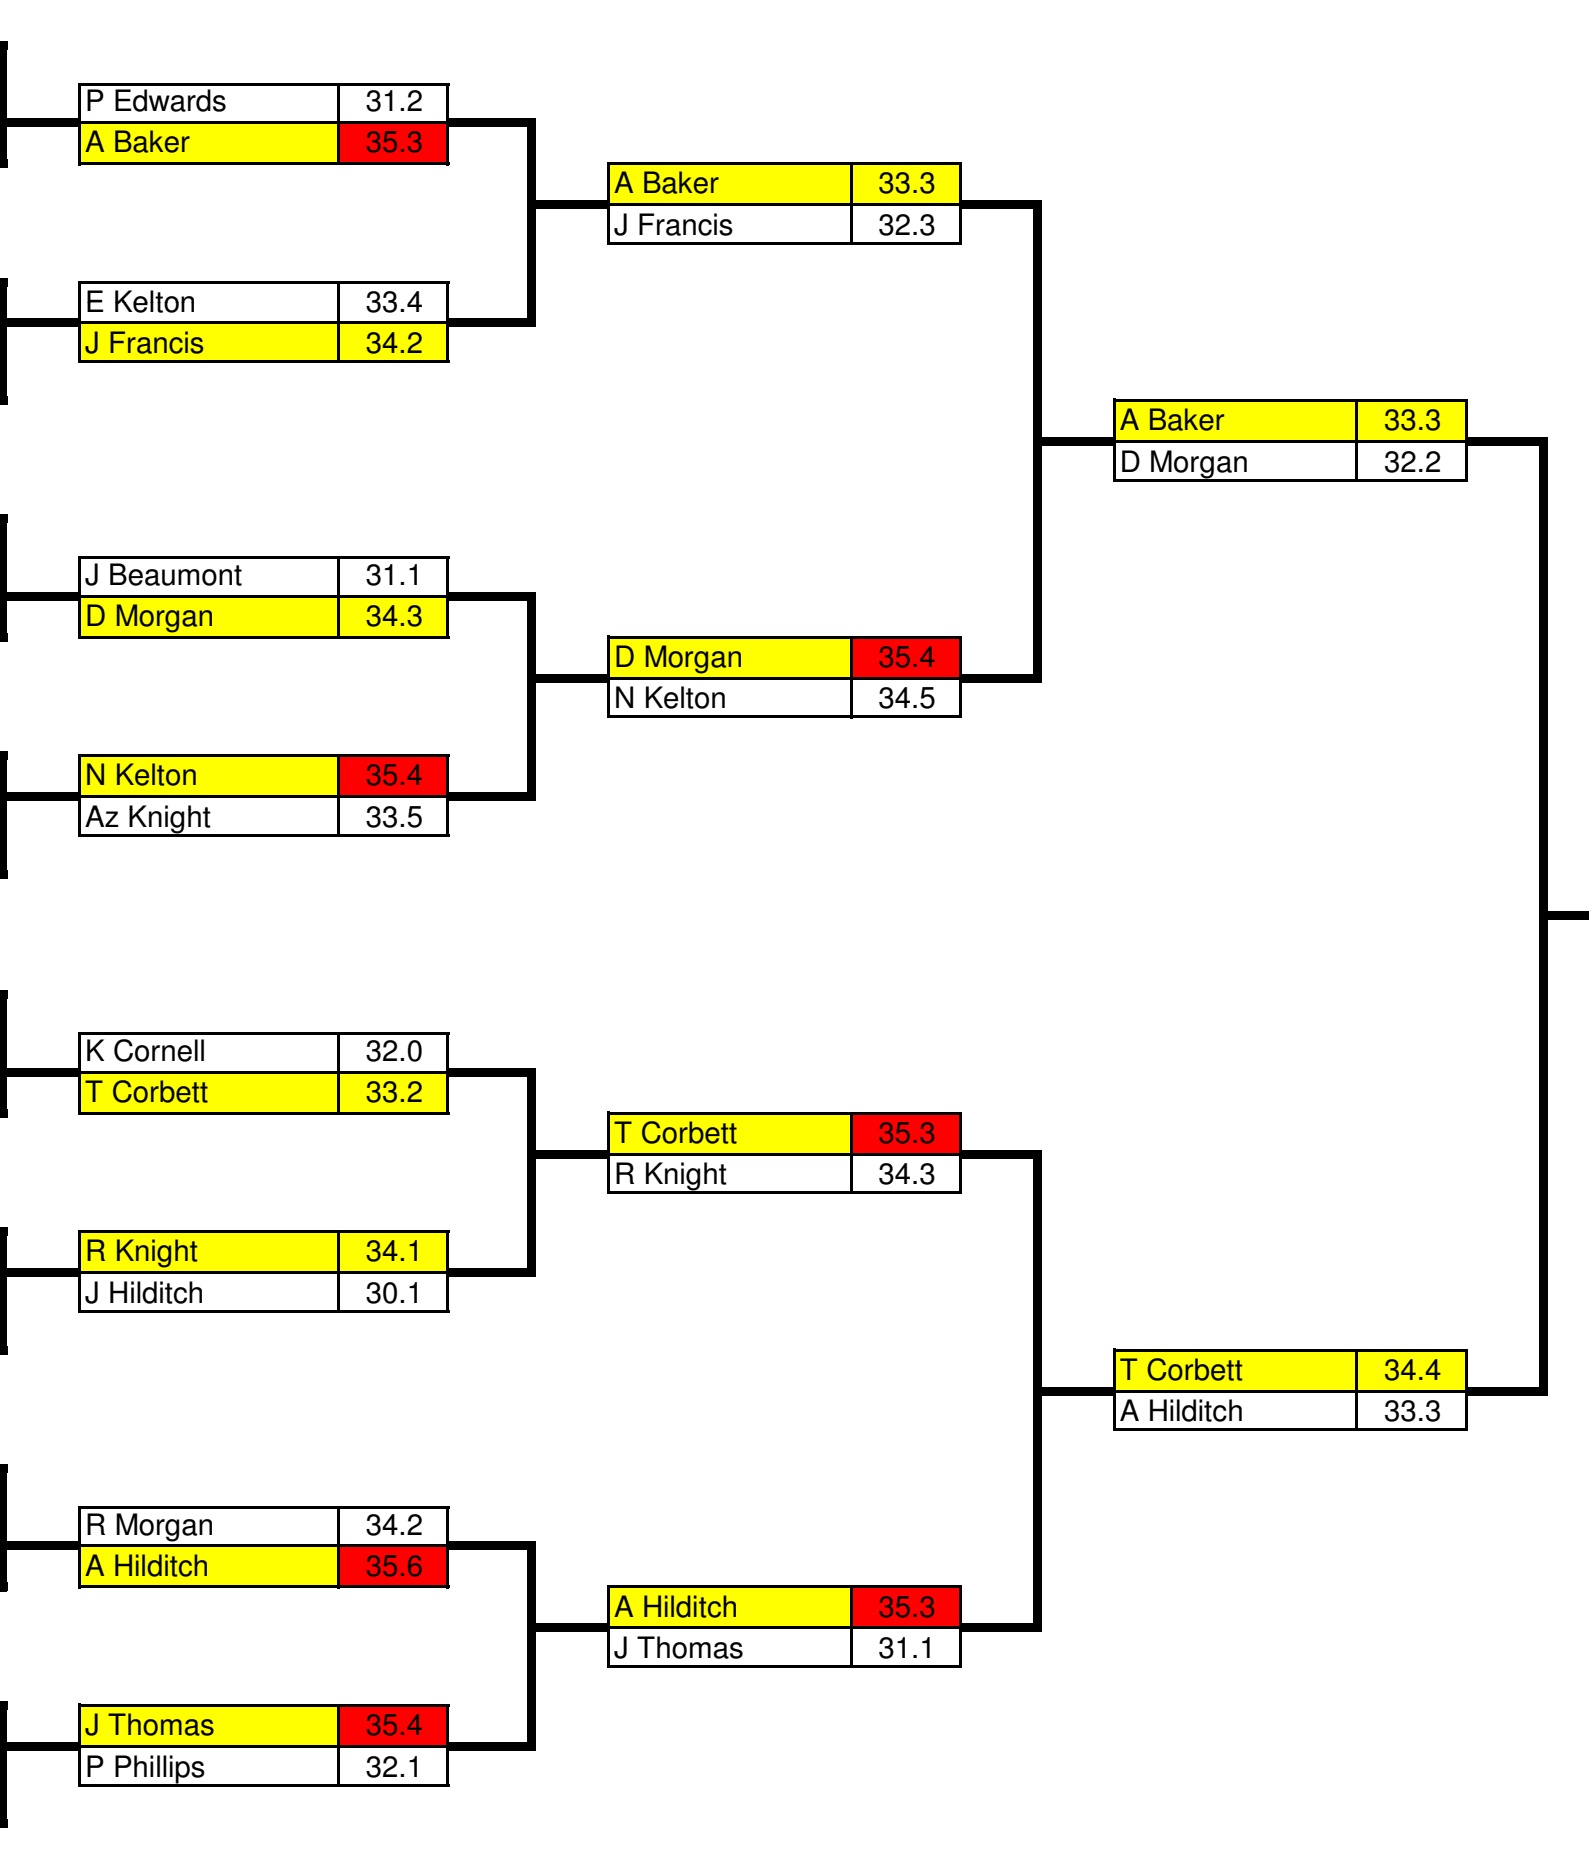 P Edwards 31.2
A Baker 35.3
E Kelton 33.4
J Francis 34.2
J Beaumont 31.1
D Morgan 34.3
N Kelton 35.4
Az Knight 33.5
K Cornell 32.0
T Corbett 33.2
R Knight 34.1
J Hilditch 30.1
R Morgan 34.2
A Hilditch 35.6
J Thomas 35.4
P Phillips 32.1
A Baker 33.3
J Francis 32.3
D Morgan 35.4
N Kelton 34.5
T Corbett 35.3
R Knight 34.3
A Hilditch 35.3
J Thomas 31.1
A Baker 33.3
D Morgan 32.2
T Corbett 34.4
A Hilditch 33.3